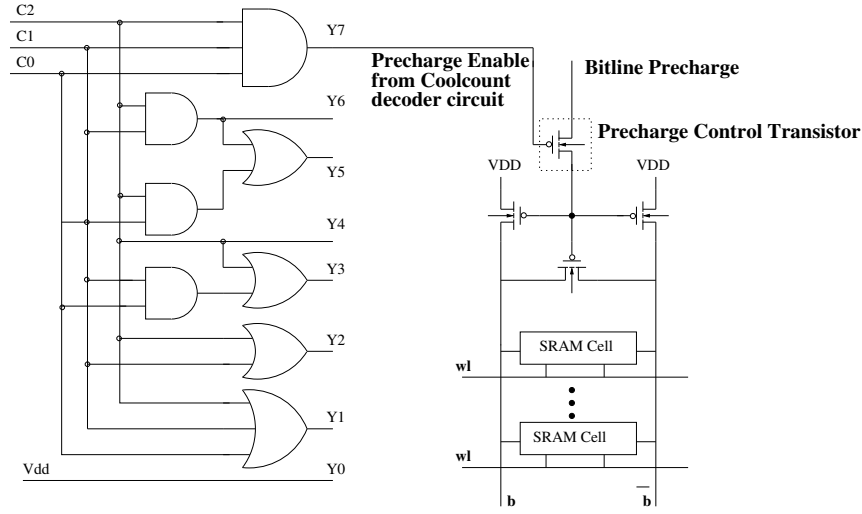 C2
C1
C0
Y7
Y6
Y5
Y4
Y3
Y2
Y1
Vdd
Y0
Precharge Enable
from Coolcount
decoder circuit
Bitline Precharge
Precharge Control Transistor
VDD
VDD
SRAM Cell
wl
SRAM Cell
wl
b
b